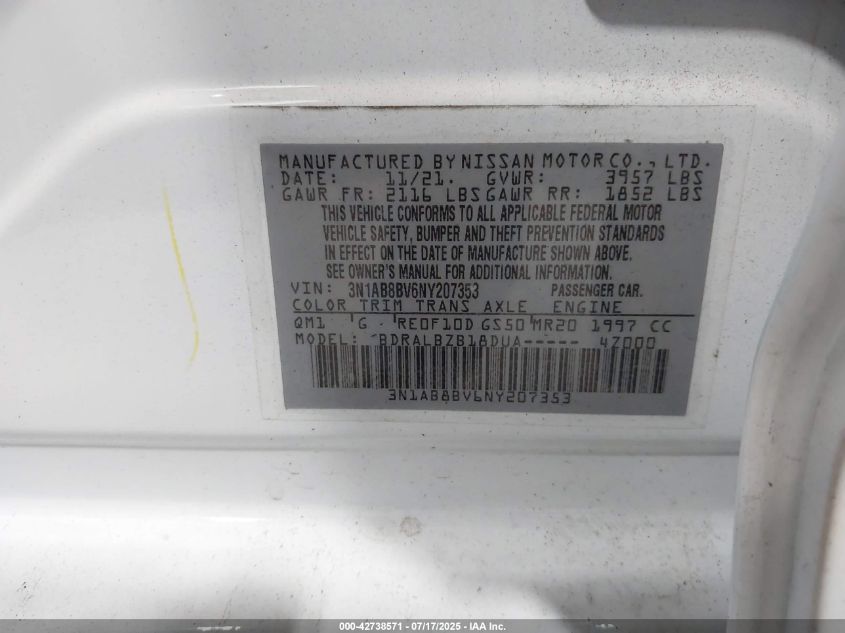 MANUFACTURED BY NISSAN MOTOR CO., LTD.
DATE: 11/21. GVWR: 3957 LBS
GAWR FR: 2116 LBS GAWR RR: 1852 LBS
THIS VEHICLE CONFORMS TO ALL APPLICABLE FEDERAL MOTOR
VEHICLE SAFETY, BUMPER AND THEFT PREVENTION STANDARDS
IN EFFECT ON THE DATE OF MANUFACTURE SHOWN ABOVE.
SEE OWNER'S MANUAL FOR ADDITIONAL INFORMATION.
VIN: 3N1AB8BV6NY207353 PASSENGER CAR.
COLOR TRIM TRANS AXLE ENGINE
QM1 G RE0F10D GS50 MR20 1997 CC
MODEL: BDRALBZB18DUA----- 4Z000
3N1AB8BV6NY207353
000-42738571 - 07/17/2025 - IAA Inc.